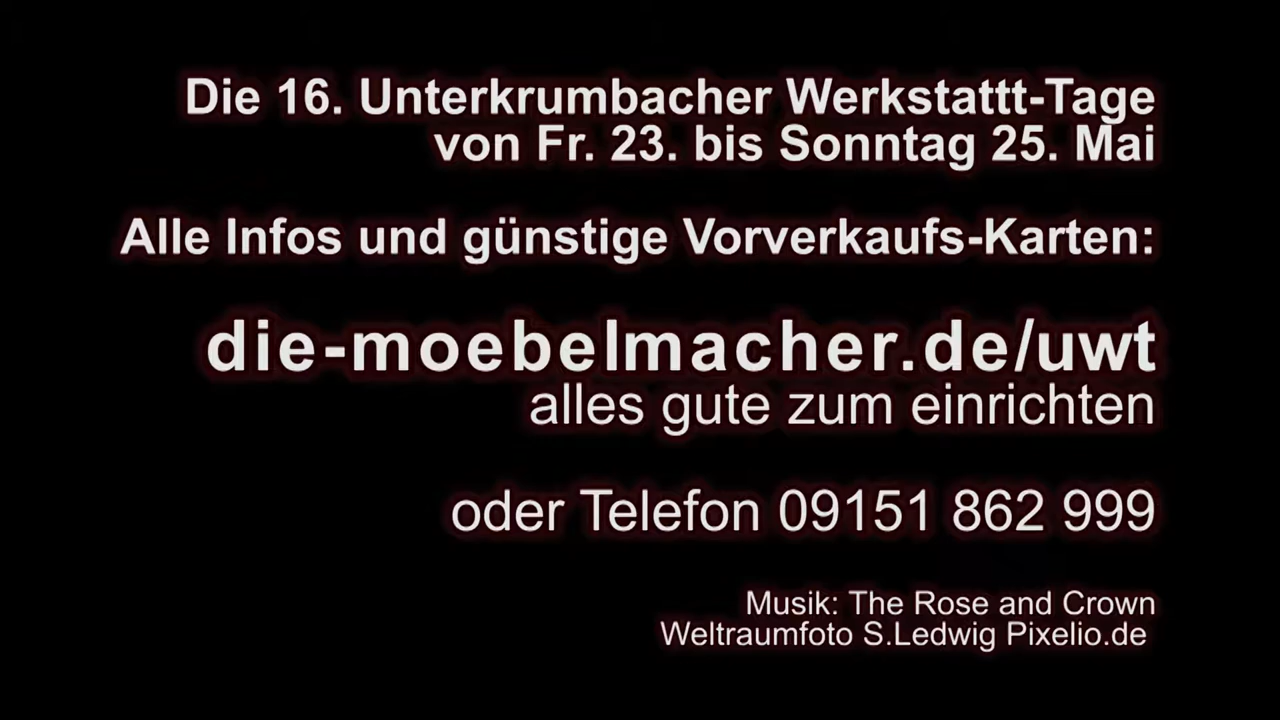 Die 16. Unterkrumbacher Werkstattt-Tage
von Fr. 23. bis Sonntag 25. Mai
Alle Infos und günstige Vorverkaufs-Karten:
die-moebelmacher.de/uwt
alles gute zum einrichten
oder Telefon 09151 862 999
Musik: The Rose and Crown
Weltraumfoto S.Ledwig Pixelio.de